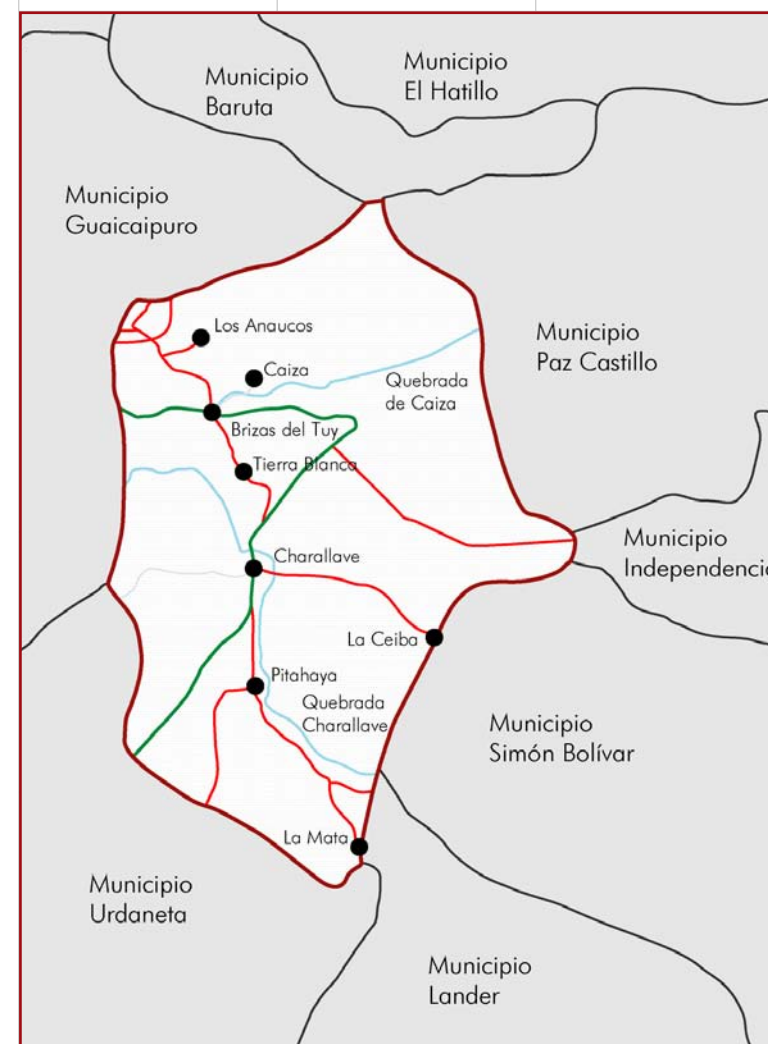 Municipio
El Hatillo
Municipio
Baruta
Municipio
Guaicaipuro
Los Anaucos
Municipio
Paz Castillo
Caiza
Quebrada
de Caiza
Brizas del Tuy
Tierra Blanca
Municipio
Independencia
Charallave
La Ceiba
Pitahaya
Quebrada
Charallave
Municipio
Simón Bolívar
La Mata
Municipio
Urdaneta
Municipio
Lander